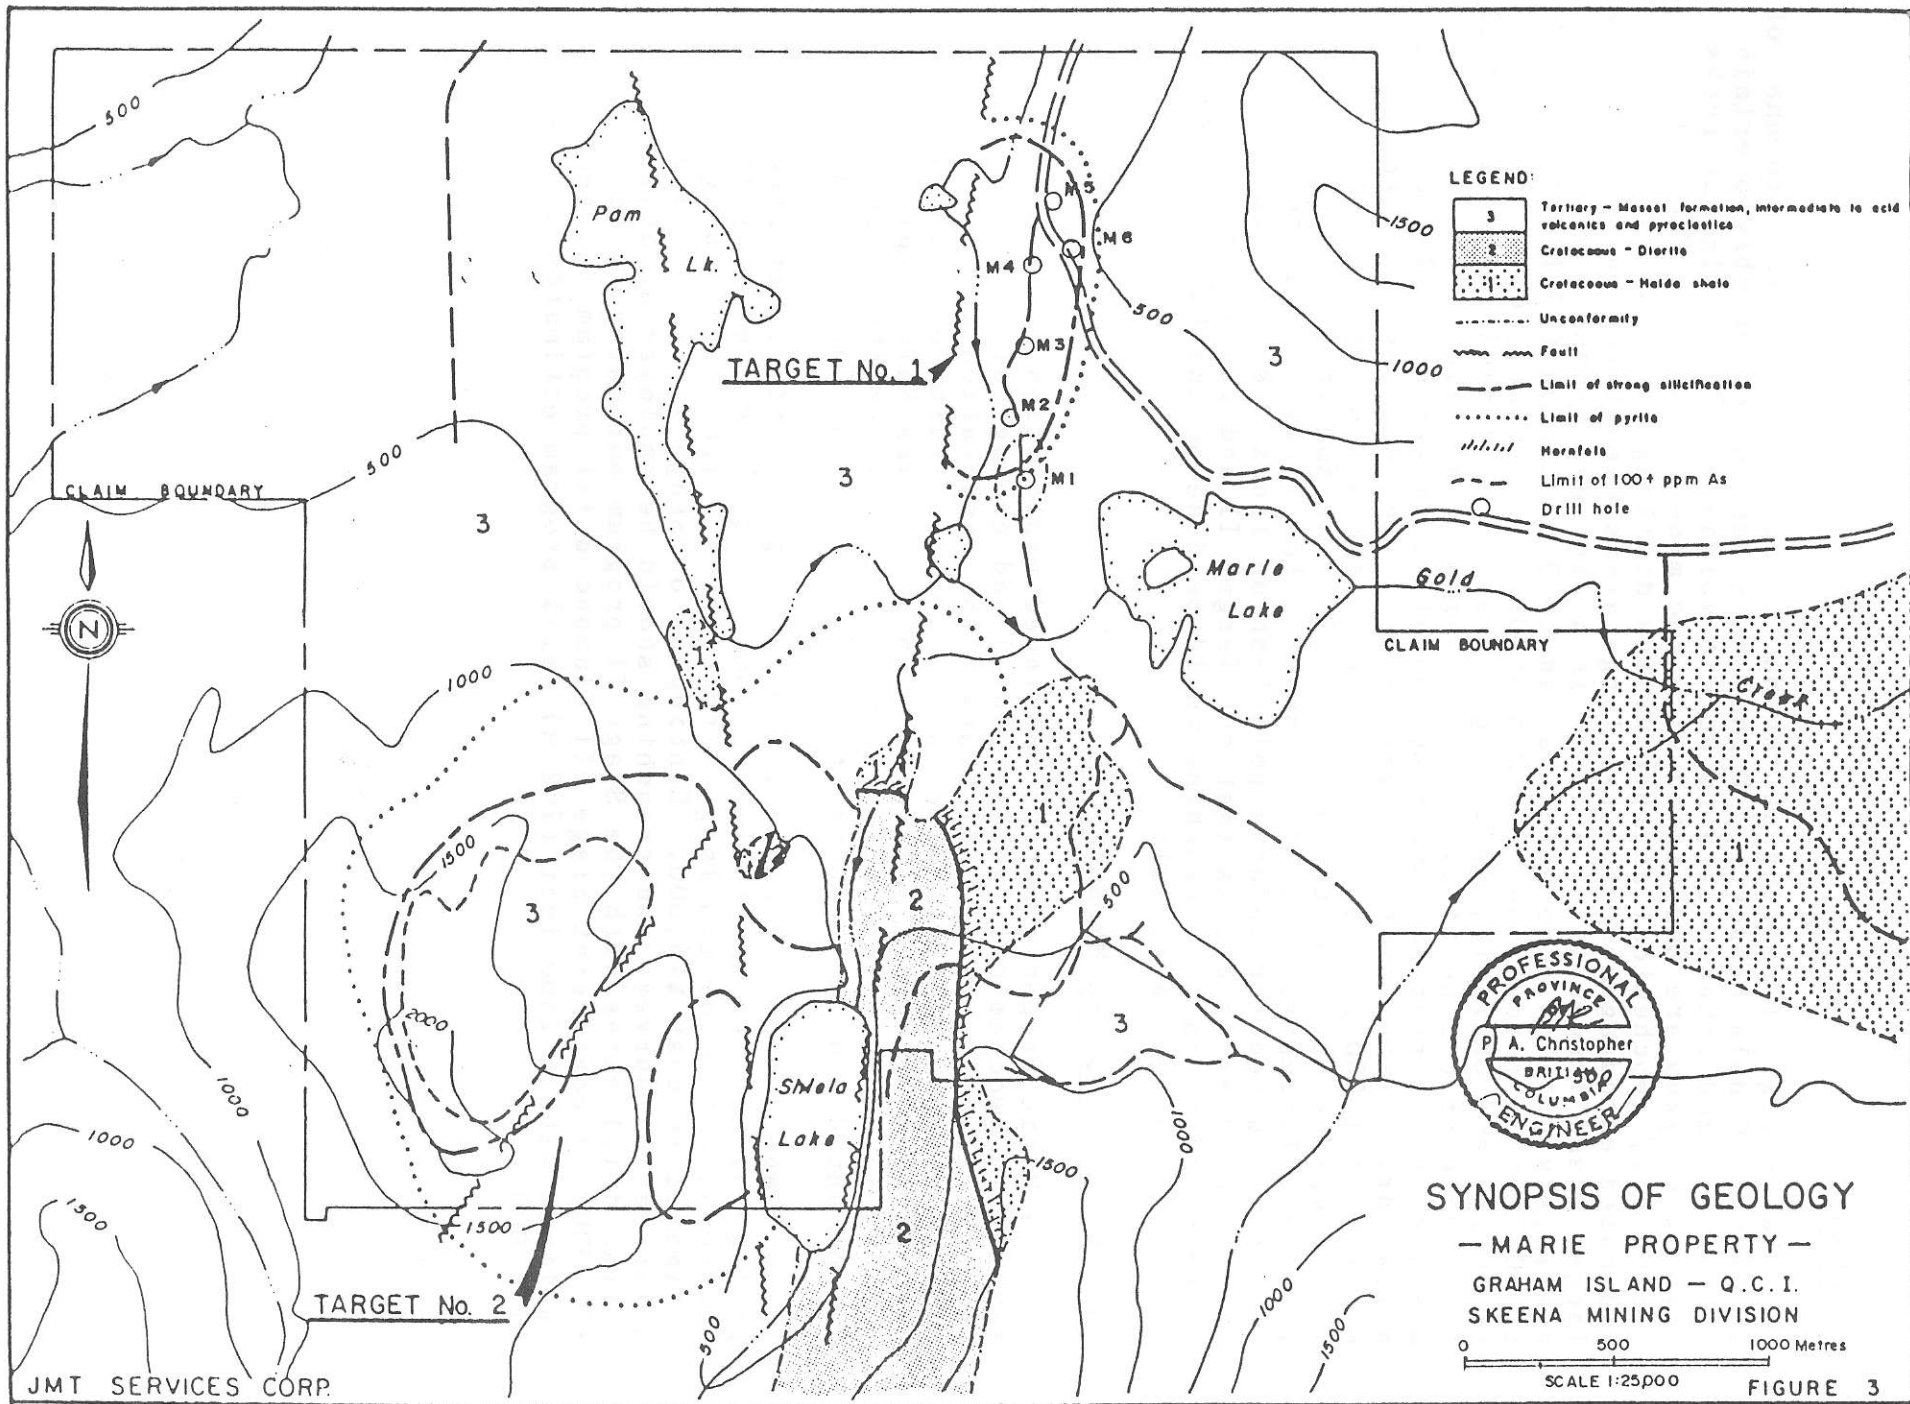 500
Pam
Lk.
M5
M6
M4
M3
M2
M1
TARGET No. 1
1500
500
1000
3
LEGEND:
3 Tertiary - Masset formation, intermediate to acid
volcanics and pyroclastics
2 Cretaceous - Diorite
1 Cretaceous - Haida shale
Unconformity
Fault
Limit of strong silicification
Limit of pyrite
Hornfels
Limit of 100+ ppm As
Drill hole
CLAIM BOUNDARY
500
3
3
N
Marie
Lake
Gold
Creek
CLAIM BOUNDARY
1
1000
1500
3
2000
1
1
2
500
3
Shiela
Lake
2
1000
1000
1500
1500
1500
1000
1500
500
500
TARGET No. 2
PROFESSIONAL
PROVINCE
P A. Christopher
BRITISH
COLUMBIA
ENGINEER
SYNOPSIS OF GEOLOGY
— MARIE PROPERTY —
GRAHAM ISLAND — Q.C.I.
SKEENA MINING DIVISION
0 500 1000 Metres
SCALE 1:25,000
FIGURE 3
JMT SERVICES CORP.